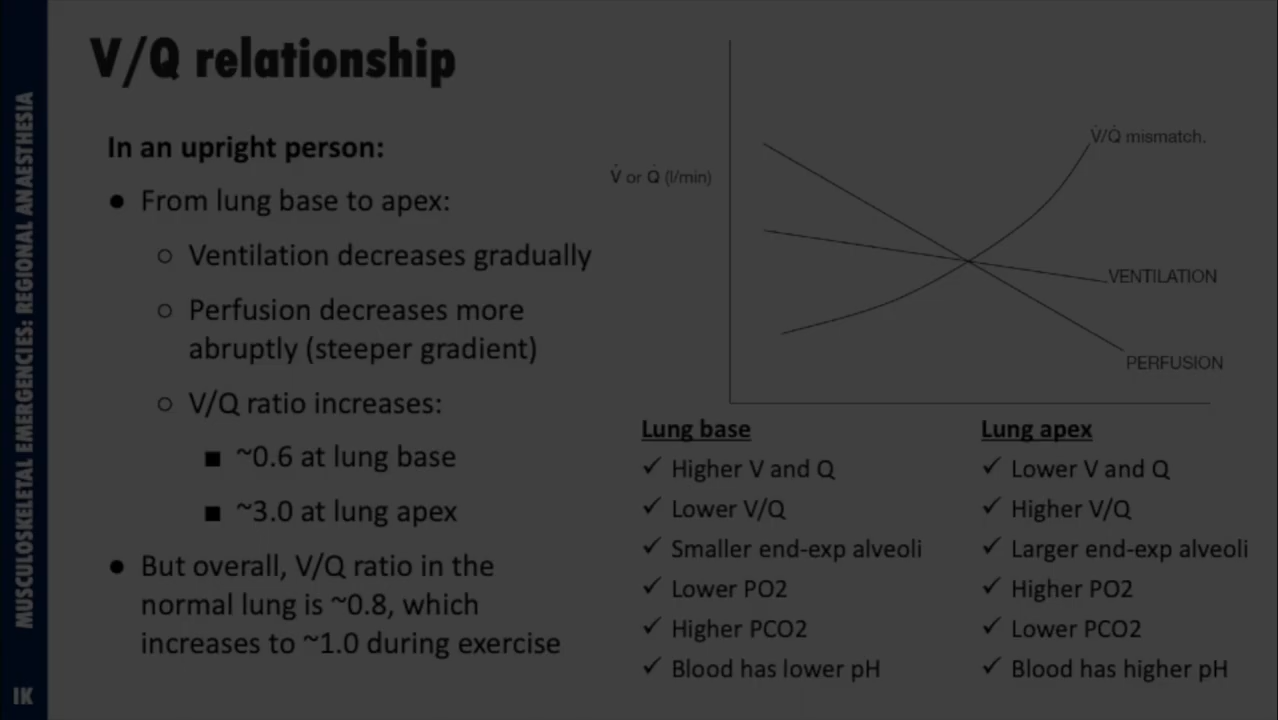 MUSCULOSKELETAL EMERGENCIES: REGIONAL ANAESTHESIA
IK
V/Q relationship
In an upright person:
● From lung base to apex:
○ Ventilation decreases gradually
○ Perfusion decreases more
abruptly (steeper gradient)
○ V/Q ratio increases:
■ ~0.6 at lung base
■ ~3.0 at lung apex
● But overall, V/Q ratio in the
normal lung is ~0.8, which
increases to ~1.0 during exercise
V̇ or Q̇ (l/min)
V̇/Q̇ mismatch.
VENTILATION
PERFUSION
Lung base
✓ Higher V and Q
✓ Lower V/Q
✓ Smaller end-exp alveoli
✓ Lower PO2
✓ Higher PCO2
✓ Blood has lower pH
Lung apex
✓ Lower V and Q
✓ Higher V/Q
✓ Larger end-exp alveoli
✓ Higher PO2
✓ Lower PCO2
✓ Blood has higher pH